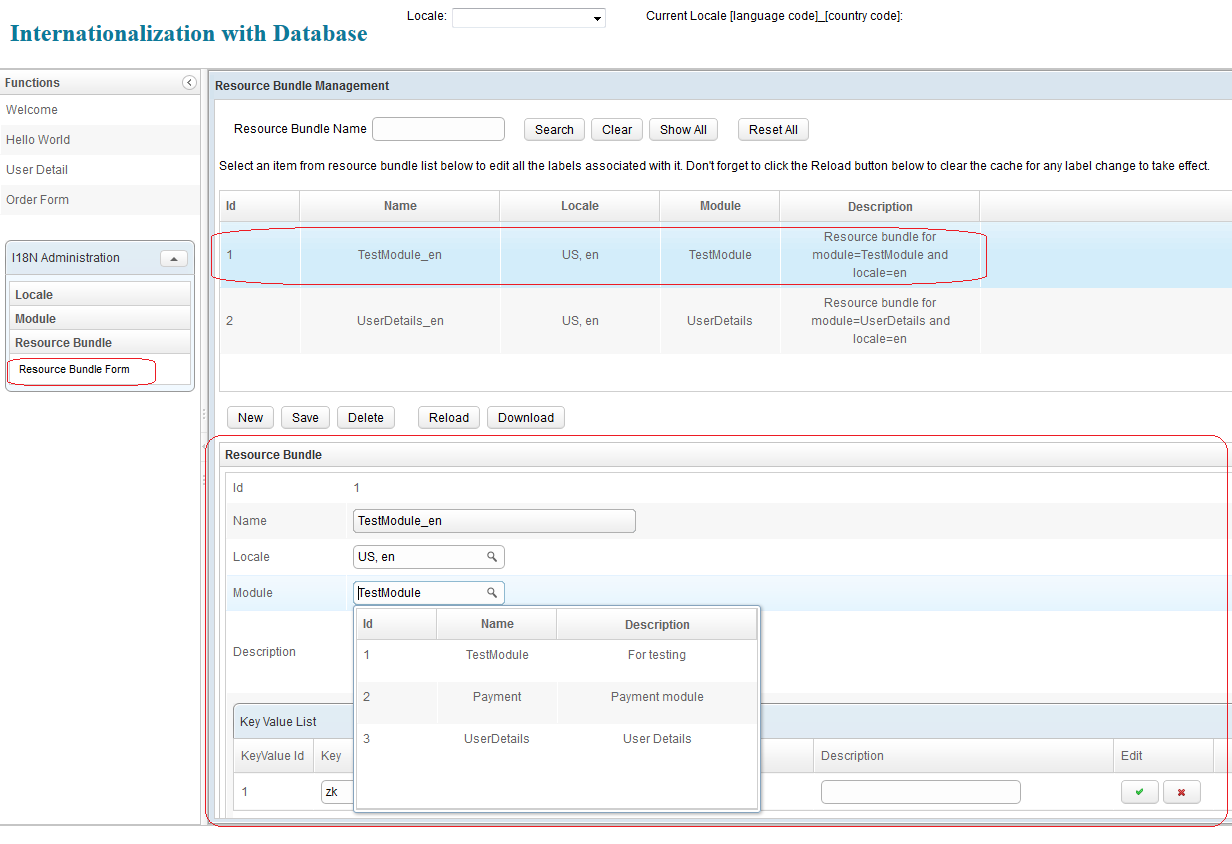 Locale:
Current Locale [language code]_[country code]:
Internationalization with Database
Functions
Welcome
Hello World
User Detail
Order Form
I18N Administration
Locale
Module
Resource Bundle
Resource Bundle Form
Resource Bundle Management
Resource Bundle Name Search Clear Show All Reset All
Select an item from resource bundle list below to edit all the labels associated with it. Don't forget to click the Reload button below to clear the cache for any label change to take effect.
Id Name Locale Module Description
1 TestModule_en US, en TestModule Resource bundle for
module=TestModule and
locale=en
2 UserDetails_en US, en UserDetails Resource bundle for
module=UserDetails and
locale=en
New Save Delete Reload Download
Resource Bundle
Id 1
Name TestModule_en
Locale US, en
Module TestModule
Id Name Description
1 TestModule For testing
2 Payment Payment module
3 UserDetails User Details
Description
Key Value List
KeyValue Id Key Description Edit
1 zk